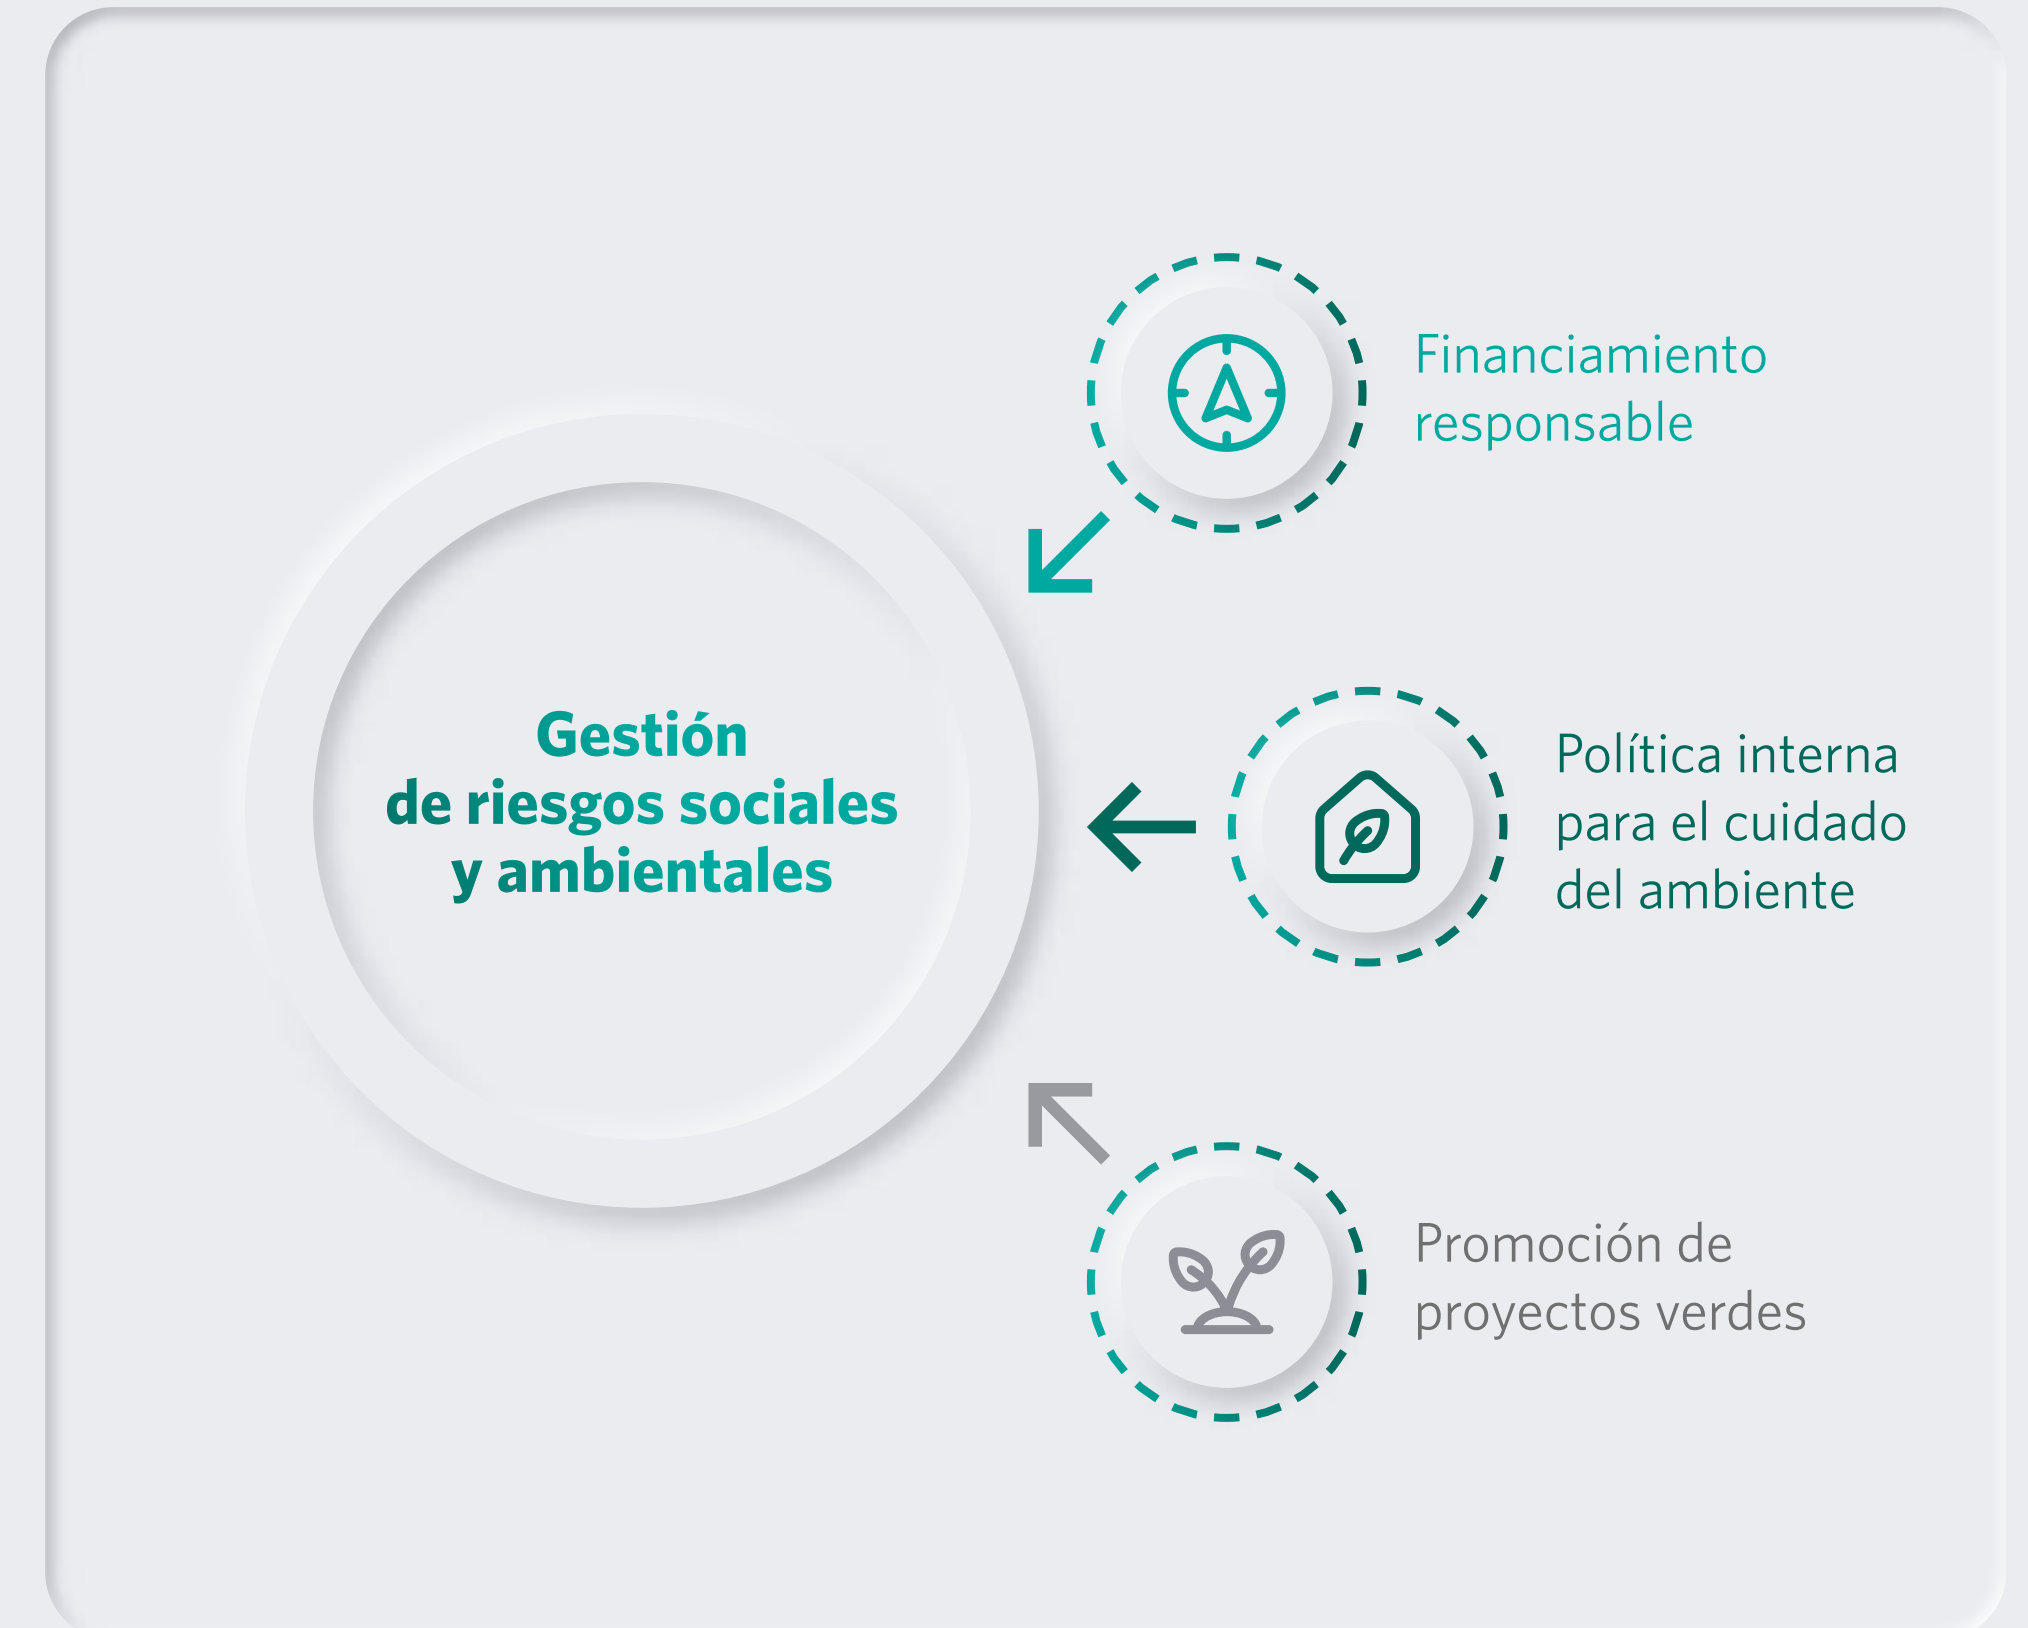 Gestión
de riesgos sociales
y ambientales
Financiamiento
responsable
Política interna
para el cuidado
del ambiente
Promoción de
proyectos verdes